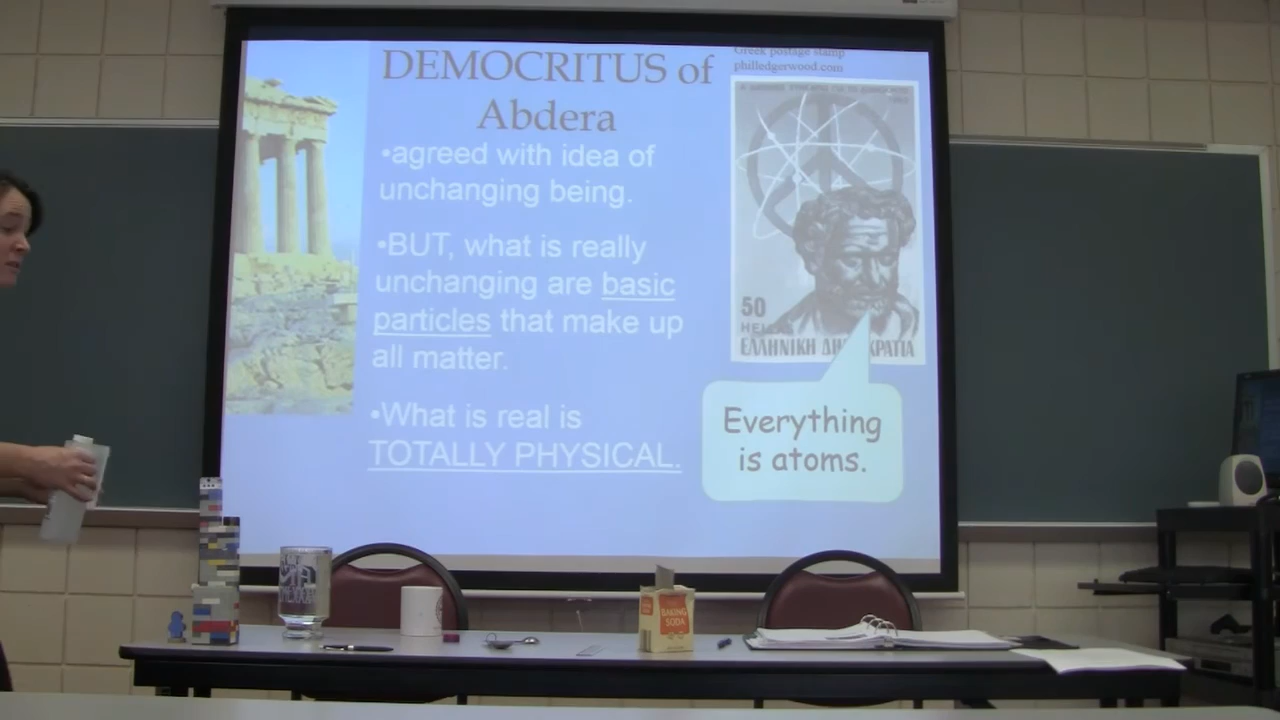 DEMOCRITUS of
Abdera
•agreed with idea of
unchanging being.
•BUT, what is really
unchanging are basic
particles that make up
all matter.
•What is real is
TOTALLY PHYSICAL.
Greek postage stamp
philledgerwood.com
50
ΕΛΛΗΝΙΚΗ
Everything
is atoms.
BAKING
SODA